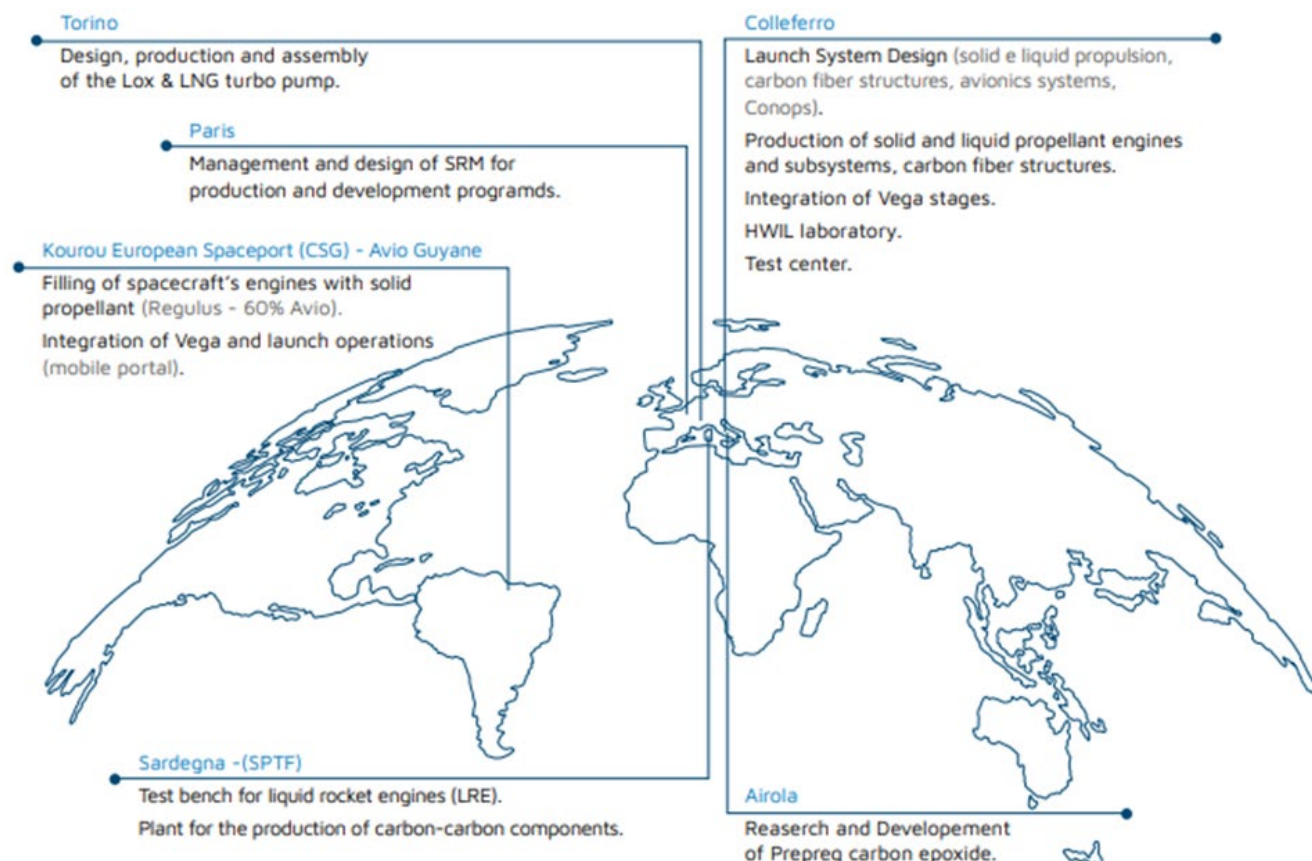 Torino
Design, production and assembly
of the Lox & LNG turbo pump.
Paris
Management and design of SRM for
production and development programds.
Kourou European Spaceport (CSG) - Avio Guyane
Filling of spacecraft's engines with solid
propellant (Regulus - 60% Avio).
Integration of Vega and launch operations
(mobile portal).
Colleferro
Launch System Design (solid e liquid propulsion,
carbon fiber structures, avionics systems,
Conops).
Production of solid and liquid propellant engines
and subsystems, carbon fiber structures.
Integration of Vega stages.
HWIL laboratory.
Test center.
Sardegna -(SPTF)
Test bench for liquid rocket engines (LRE).
Plant for the production of carbon-carbon components.
Airola
Reaserch and Developement
of Prepreg carbon epoxide.